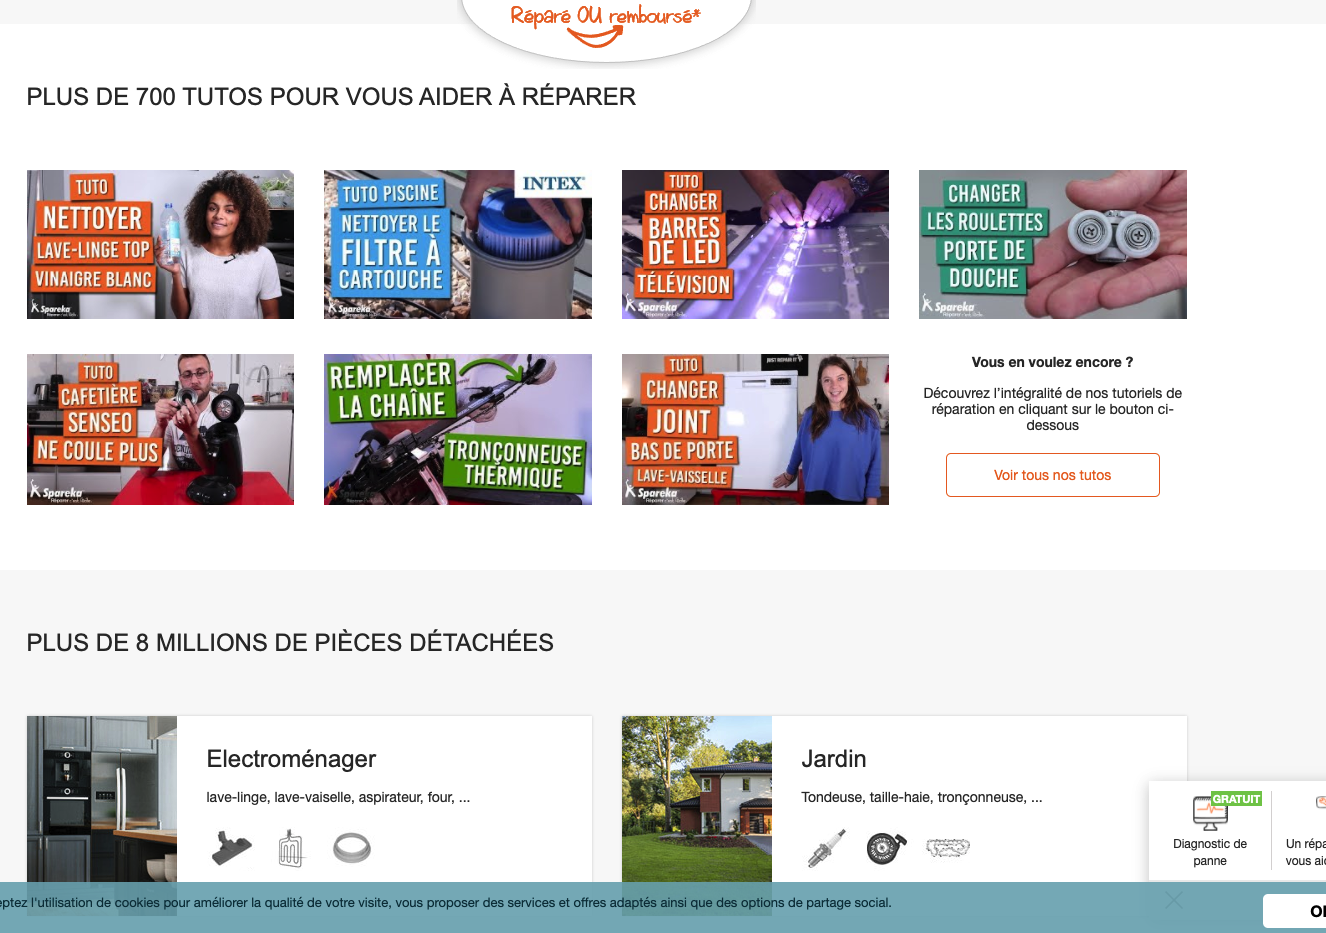 Réparé OU remboursé*
PLUS DE 700 TUTOS POUR VOUS AIDER À RÉPARER
TUTO
NETTOYER
LAVE-LINGE TOP
VINAIGRE BLANC
Spareka
INTEX
TUTO PISCINE
NETTOYER LE
FILTRE À
CARTOUCHE
Spareka
TUTO
CHANGER
BARRES
DE LED
TÉLÉVISION
Spareka
CHANGER
LES ROULETTES
PORTE DE
DOUCHE
Spareka
TUTO
CAFETIÈRE
SENSEO
NE COULE PLUS
Spareka
REMPLACER
LA CHAÎNE
TRONÇONNEUSE
THERMIQUE
Spareka
TUTO
CHANGER
JOINT
BAS DE PORTE
LAVE-VAISSELLE
Spareka
Vous en voulez encore ?
Découvrez l'intégralité de nos tutoriels de
réparation en cliquant sur le bouton ci-
dessous
Voir tous nos tutos
PLUS DE 8 MILLIONS DE PIÈCES DÉTACHÉES
Electroménager
lave-linge, lave-vaiselle, aspirateur, four, ...
Jardin
Tondeuse, taille-haie, tronçonneuse, ...
GRATUIT
Diagnostic de
panne
Un répa
vous aid
eptez l'utilisation de cookies pour améliorer la qualité de votre visite, vous proposer des services et offres adaptés ainsi que des options de partage social.